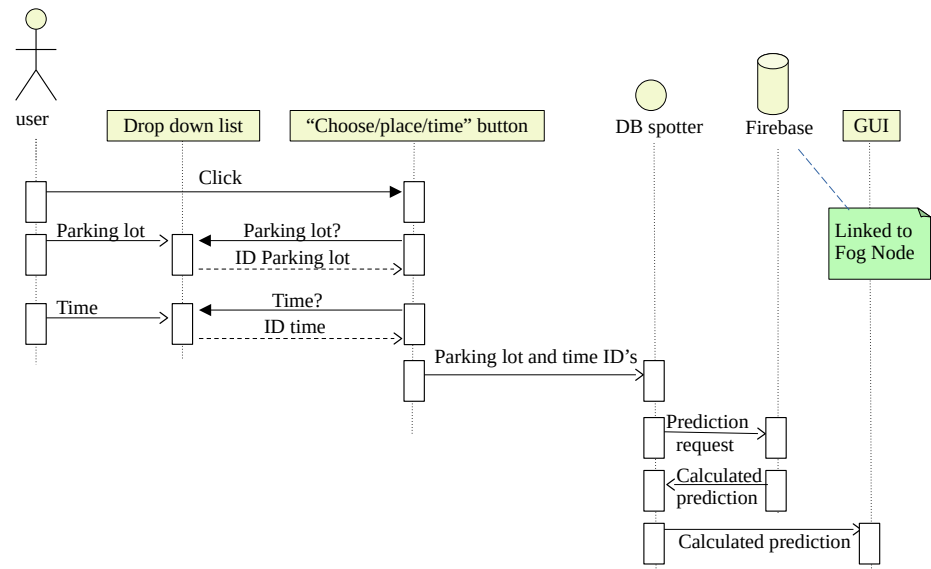 user
Drop down list
“Choose/place/time” button
DB spotter
Firebase
GUI
Click
Parking lot
Parking lot?
ID Parking lot
Linked to
Fog Node
Time
Time?
ID time
Parking lot and time ID’s
Prediction
request
Calculated
prediction
Calculated prediction